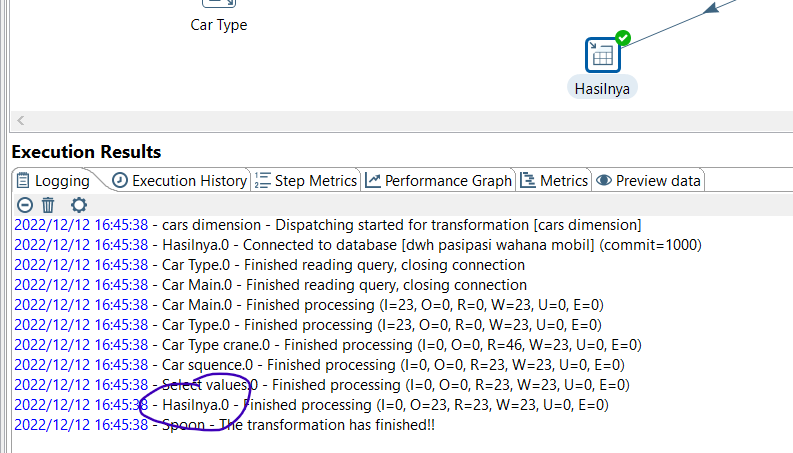 Car Type
Hasilnya
Execution Results
Logging Execution History Step Metrics Performance Graph Metrics Preview data
2022/12/12 16:45:38 - cars dimension - Dispatching started for transformation [cars dimension]
2022/12/12 16:45:38 - Hasilnya.0 - Connected to database [dwh pasipasi wahana mobil] (commit=1000)
2022/12/12 16:45:38 - Car Type.0 - Finished reading query, closing connection
2022/12/12 16:45:38 - Car Main.0 - Finished reading query, closing connection
2022/12/12 16:45:38 - Car Main.0 - Finished processing (I=23, O=0, R=0, W=23, U=0, E=0)
2022/12/12 16:45:38 - Car Type.0 - Finished processing (I=23, O=0, R=0, W=23, U=0, E=0)
2022/12/12 16:45:38 - Car Type crane.0 - Finished processing (I=0, O=0, R=46, W=23, U=0, E=0)
2022/12/12 16:45:38 - Car squence.0 - Finished processing (I=0, O=0, R=23, W=23, U=0, E=0)
2022/12/12 16:45:38 - Select values.0 - Finished processing (I=0, O=0, R=23, W=23, U=0, E=0)
2022/12/12 16:45:38 - Hasilnya.0 - Finished processing (I=0, O=23, R=23, W=23, U=0, E=0)
2022/12/12 16:45:38 - Spoon - The transformation has finished!!